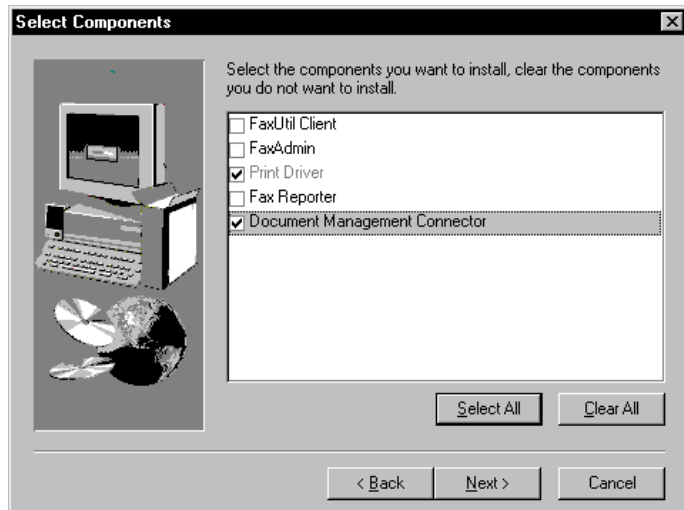 Select Components
Select the components you want to install, clear the components
you do not want to install.
FaxUtil Client
FaxAdmin
Print Driver
Fax Reporter
Document Management Connector
Select All
Clear All
< Back
Next >
Cancel